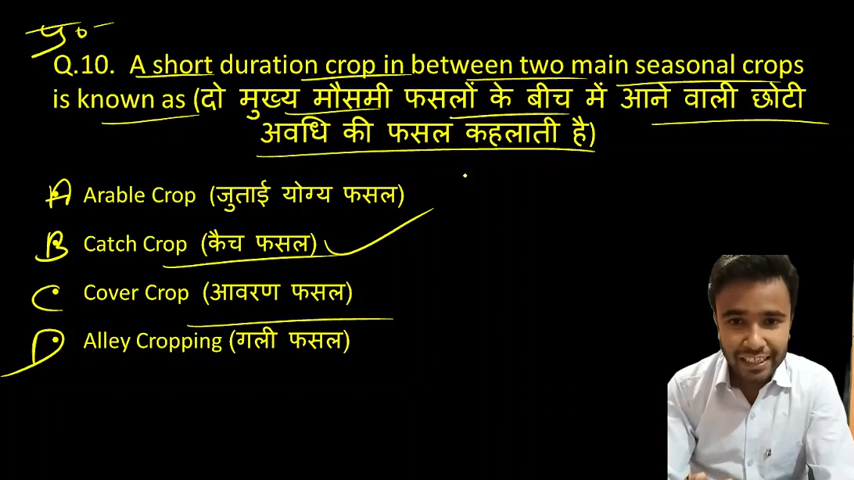 प्र०-
Q.10. A short duration crop in between two main seasonal crops
is known as (दो मुख्य मौसमी फसलों के बीच में आने वाली छोटी
अवधि की फसल कहलाती है)
A Arable Crop (जुताई योग्य फसल)
B Catch Crop (कैच फसल)
C Cover Crop (आवरण फसल)
D Alley Cropping (गली फसल)